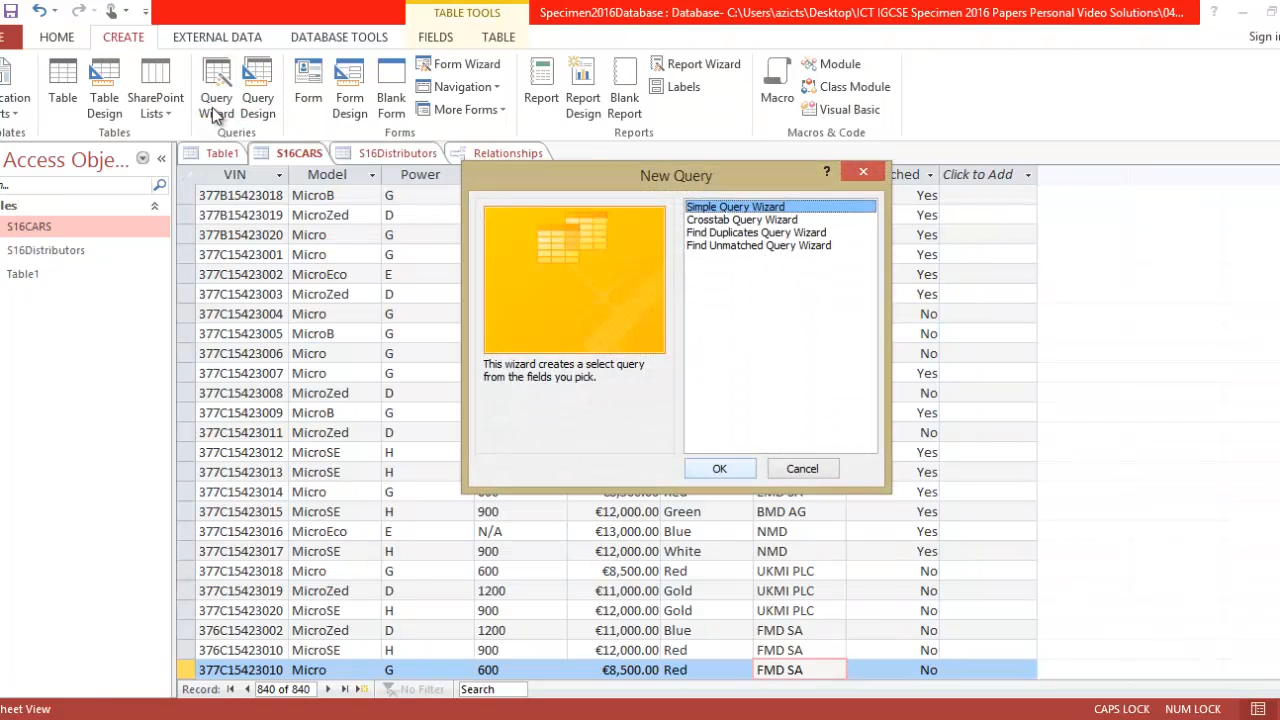 TABLE TOOLS
Specimen2016Database : Database- C:\Users\azicts\Desktop\ICT IGCSE Specimen 2016 Papers Personal Video Solutions\04...
E HOME CREATE EXTERNAL DATA DATABASE TOOLS FIELDS TABLE Sign in
Form Wizard Report Wizard Module
Navigation Labels Class Module
More Forms Visual Basic
cation Table Table SharePoint Query Query Form Form Blank Report Report Blank Macro
rts Design Lists Wizard Design Design Form Design Report
plates Tables Queries Forms Reports Macros & Code
Access Obje... «
Table1 S16CARS S16Distributors Relationships
h...
les
S16CARS
S16Distributors
Table1
VIN Model Power ched Click to Add
377B15423018 MicroB G Yes
377B15423019 MicroZed D Yes
377B15423020 Micro G Yes
377C15423001 Micro G Yes
377C15423002 MicroEco E Yes
377C15423003 MicroZed D Yes
377C15423004 Micro G No
377C15423005 MicroB G No
377C15423006 Micro G No
377C15423007 Micro G Yes
377C15423008 MicroZed D No
377C15423009 MicroB G Yes
377C15423011 MicroZed D No
377C15423012 MicroSE H Yes
377C15423013 MicroSE H Yes
377C15423014 Micro G Yes
377C15423015 MicroSE H 900 €12,000.00 Green BMD AG Yes
377C15423016 MicroEco E N/A €13,000.00 Blue NMD Yes
377C15423017 MicroSE H 900 €12,000.00 White NMD Yes
377C15423018 Micro G 600 €8,500.00 Red UKMI PLC No
377C15423019 MicroZed D 1200 €11,000.00 Gold UKMI PLC No
377C15423020 MicroSE H 900 €12,000.00 Gold UKMI PLC No
376C15423002 MicroZed D 1200 €11,000.00 Blue FMD SA No
376C15423010 MicroSE H 900 €12,000.00 Red FMD SA No
377C15423010 Micro G 600 €8,500.00 Red FMD SA No
New Query ?
Simple Query Wizard
Crosstab Query Wizard
Find Duplicates Query Wizard
Find Unmatched Query Wizard
This wizard creates a select query
from the fields you pick.
OK Cancel
Record: 840 of 840 No Filter Search
heet View CAPS LOCK NUM LOCK